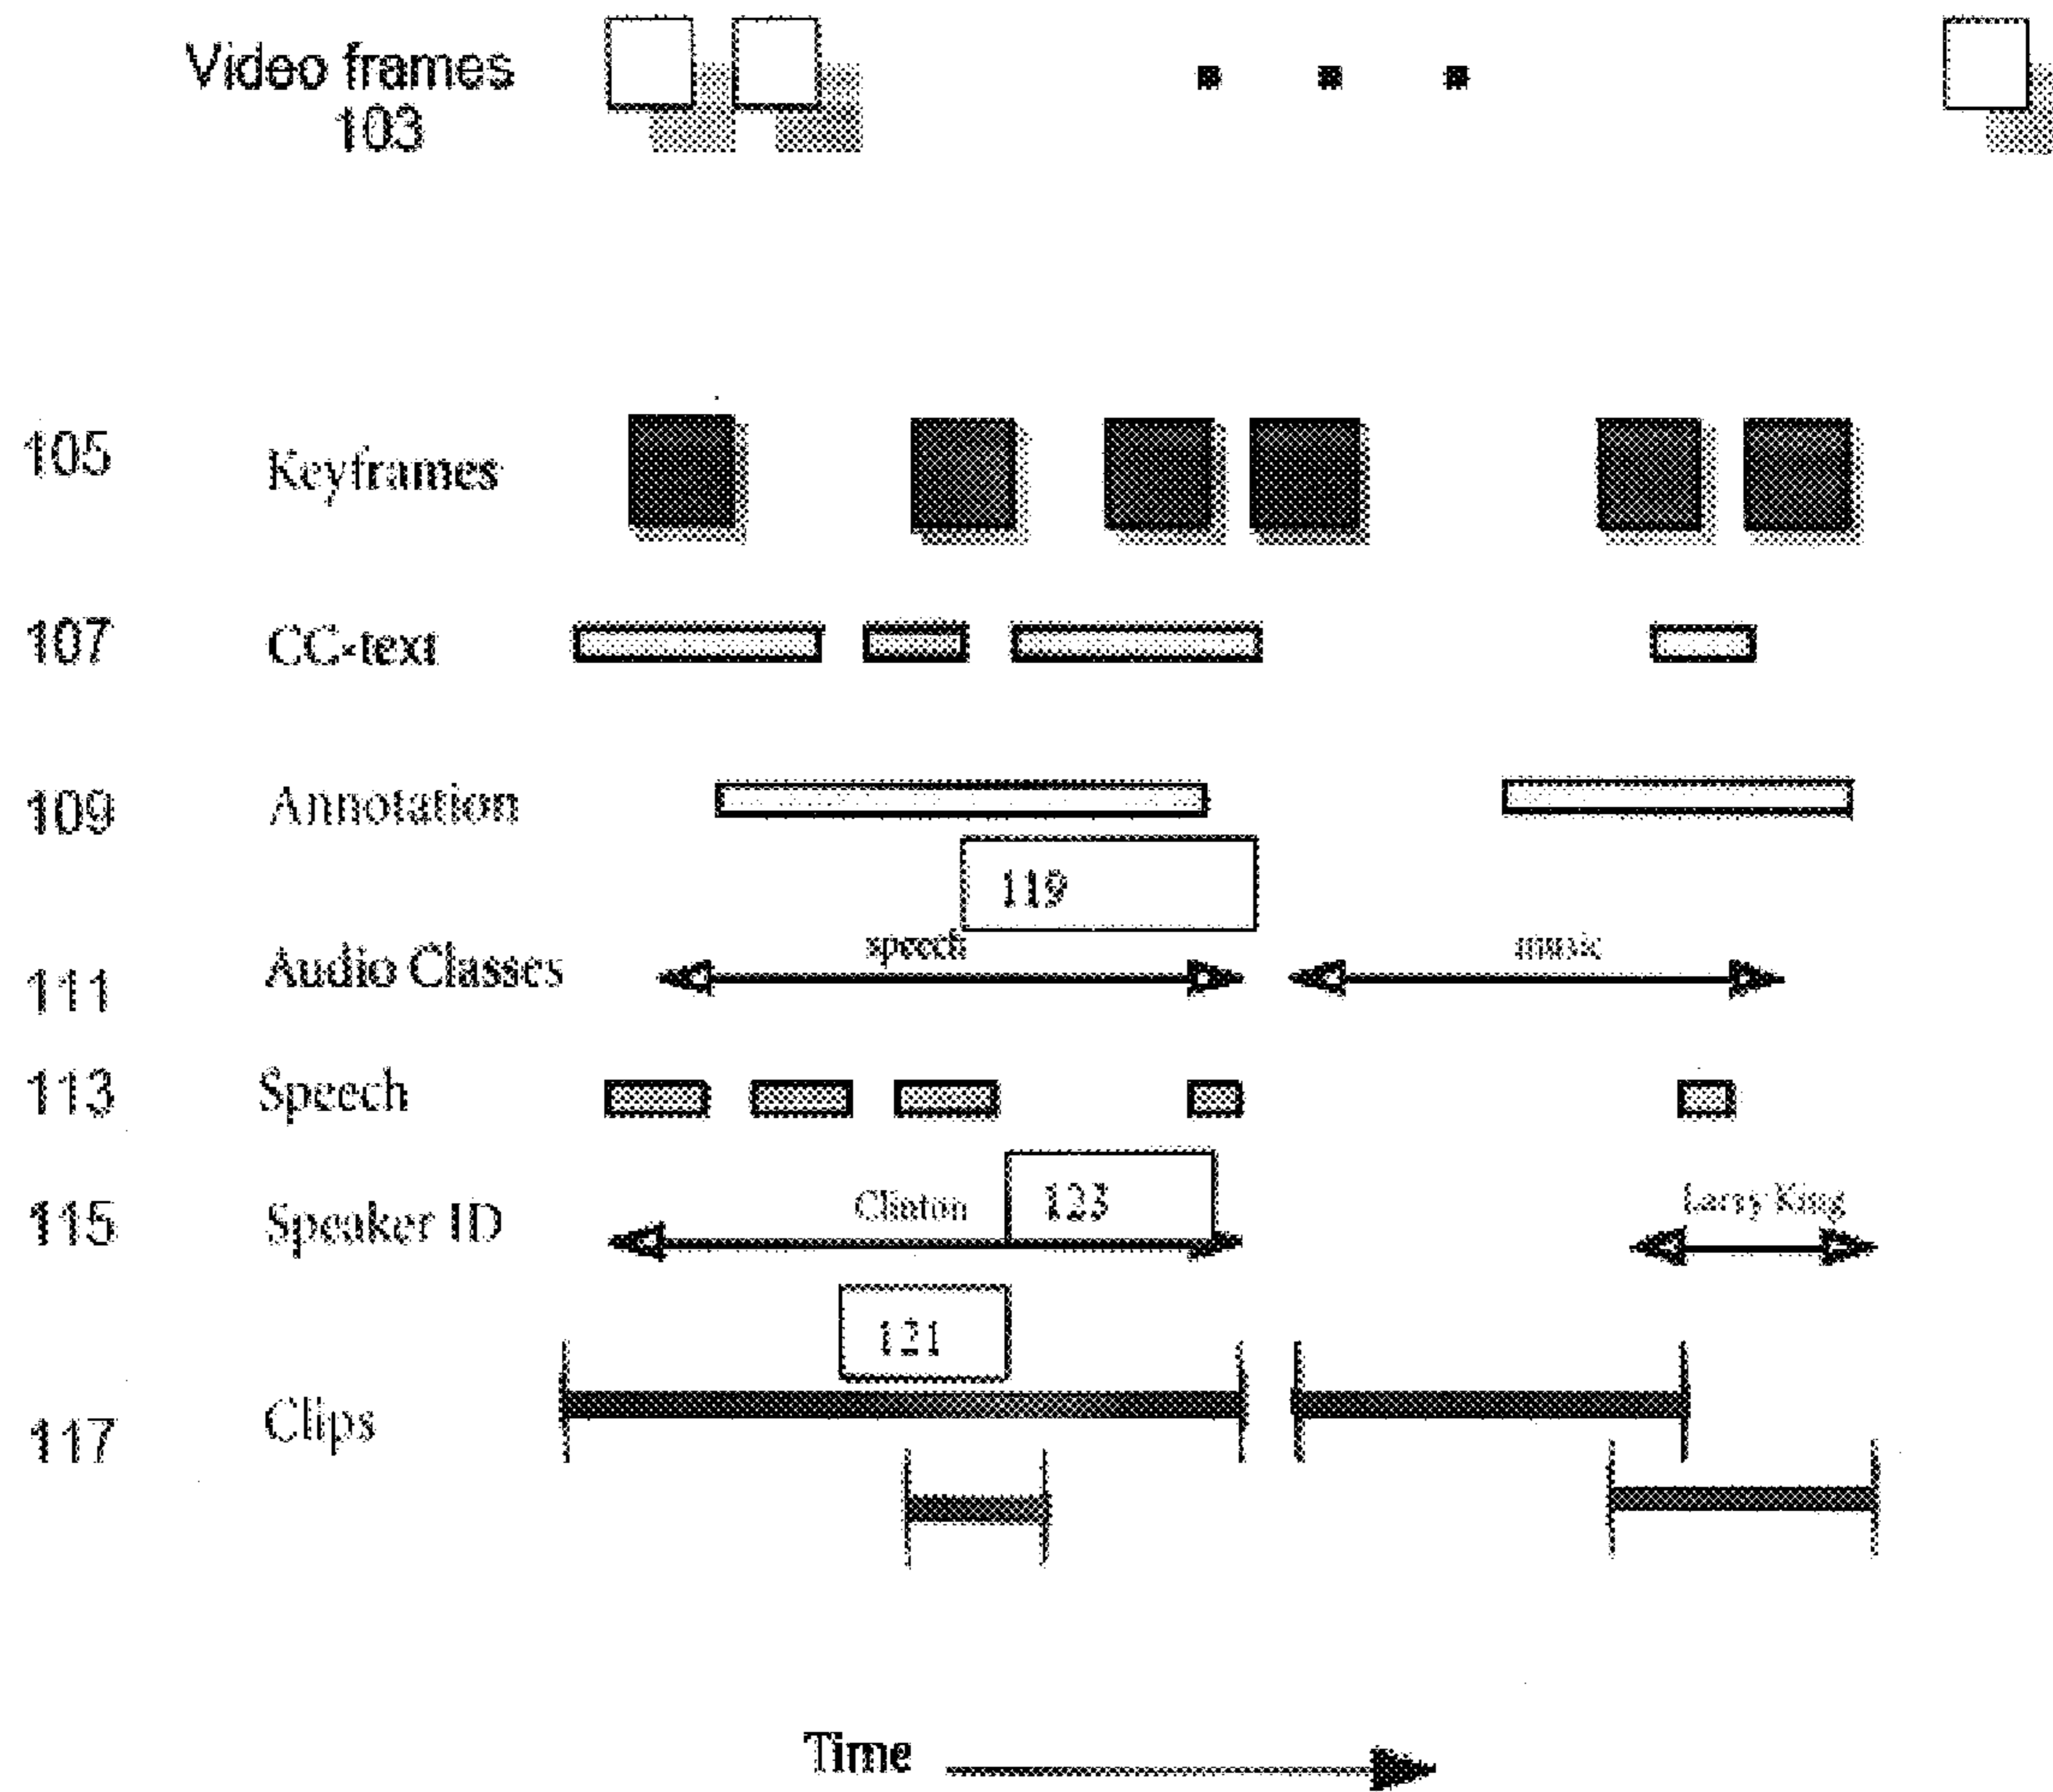 Video frames
103
105 Keyframes
107 CC-text
109 Annotation
119
111 Audio Classes speech music
113 Speech
115 Speaker ID Clinton 123 Larry King
121
117 Clips
Time